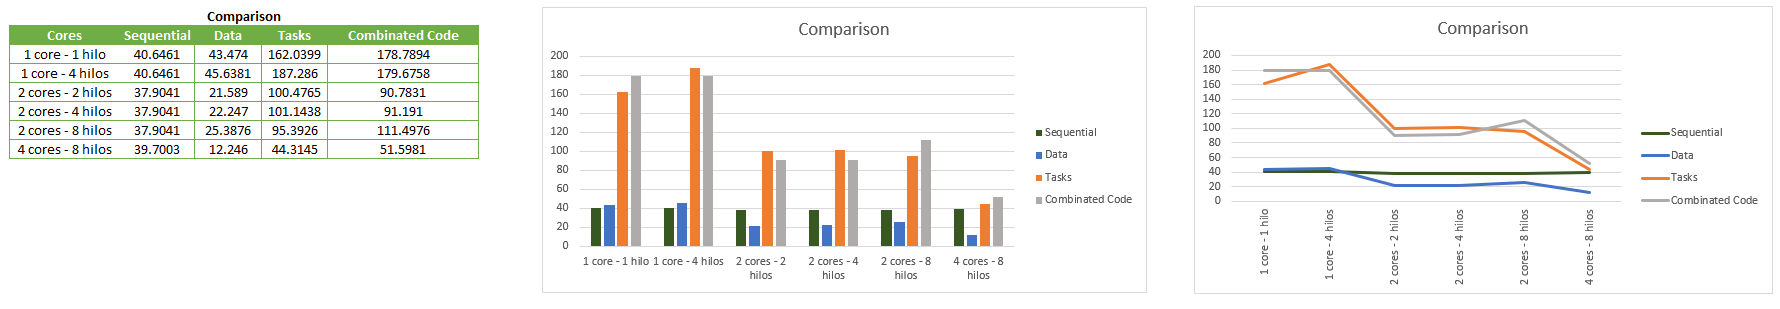 Comparison
Cores Sequential Data Tasks Combinated Code
1 core - 1 hilo 40.6461 43.474 162.0399 178.7894
1 core - 4 hilos 40.6461 45.6381 187.286 179.6758
2 cores - 2 hilos 37.9041 21.589 100.4765 90.7831
2 cores - 4 hilos 37.9041 22.247 101.1438 91.191
2 cores - 8 hilos 37.9041 25.3876 95.3926 111.4976
4 cores - 8 hilos 39.7003 12.246 44.3145 51.5981
Comparison
200
180
160
140
120
100
80
60
40
20
0
1 core - 1 hilo
1 core - 4 hilos
2 cores - 2
hilos
2 cores - 4
hilos
2 cores - 8
hilos
4 cores - 8
hilos
Sequential
Data
Tasks
Combinated Code
Comparison
200
180
160
140
120
100
80
60
40
20
0
1 core - 1 hilo
1 core - 4 hilos
2 cores - 2 hilos
2 cores - 4 hilos
2 cores - 8 hilos
4 cores - 8 hilos
Sequential
Data
Tasks
Combinated Code